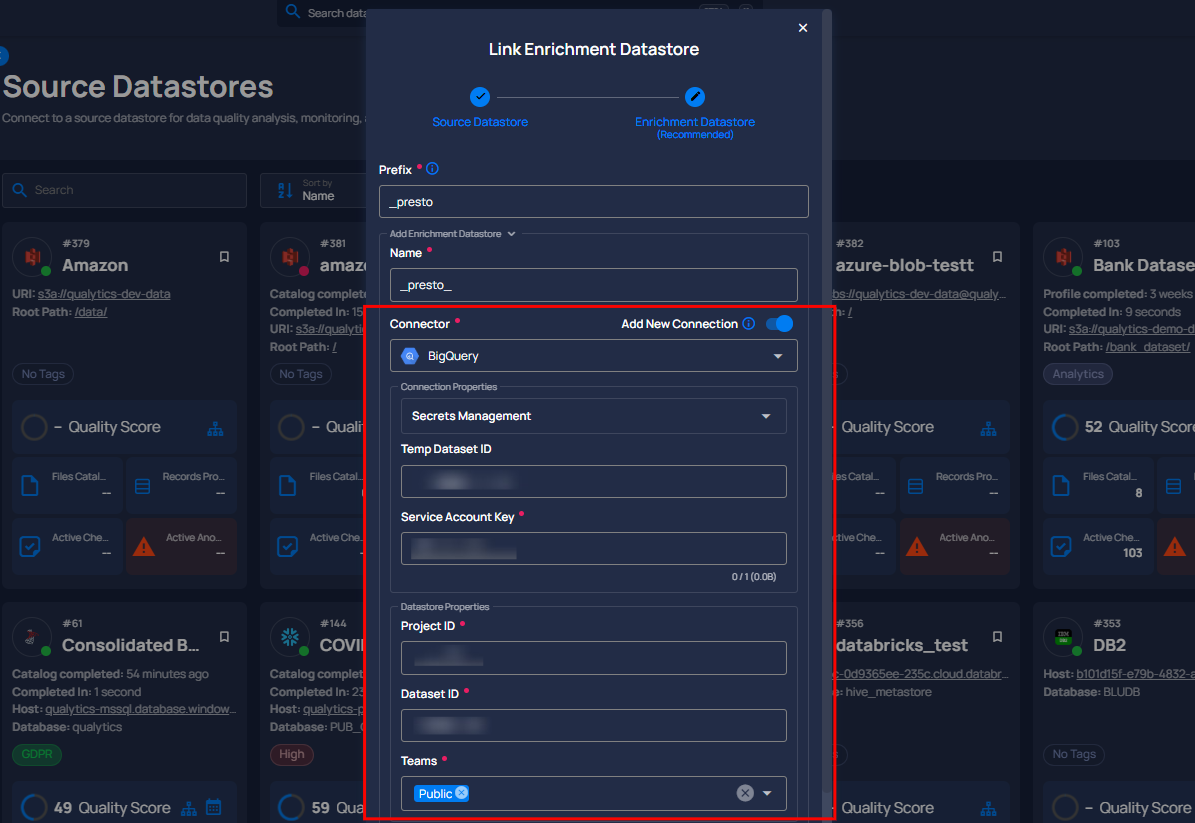 Search data
Source Datastores
Connect to a source datastore for data quality analysis, monitoring,
Search
Sort by
Name
#379
Amazon
URI: s3a://qualytics-dev-data
Root Path: /data/
No Tags
– Quality Score
Files Catal...
--
Records Pro...
--
Active Che...
--
Active Ano...
--
#381
amaz
Catalog complet
Completed In: 15
URI: s3a://qualyti
Root Path: /
No Tags
– Quali
Files Catal...
Active Che...
Link Enrichment Datastore
Source Datastore
Enrichment Datastore
(Recommended)
Prefix *
_presto
Add Enrichment Datastore
Name *
_presto_
Connector *
Add New Connection
BigQuery
Connection Properties
Secrets Management
Temp Dataset ID
Service Account Key *
0 / 1 (0.0B)
Datastore Properties
Project ID *
Dataset ID *
Teams *
Public
#382
azure-blob-testt
bs://qualytics-dev-data@qualy...
: /
Quality Score
es Catal...
--
Records Pro...
--
ive Che...
--
Active Ano...
--
#103
Bank Datase
Profile completed: 3 weeks
Completed In: 9 seconds
URI: s3a://qualytics-demo-d
Root Path: /bank_dataset/
Analytics
52 Quality Score
Files Catal...
8
Active Che...
103
#61
Consolidated B...
Catalog completed: 54 minutes ago
Completed In: 1 second
Host: qualytics-mssql.database.window...
Database: qualytics
GDPR
49 Quality Score
#144
COVI
Catalog complet
Completed In: 23
Host: qualytics-p
Database: PUB_
High
59 Qua
#356
databricks_test
c-0d9365ee-235c.cloud.databr...
e: hive_metastore
Quality Score
#353
DB2
Host: b101d15f-e79b-4832-a
Database: BLUDB
No Tags
– Quality Score